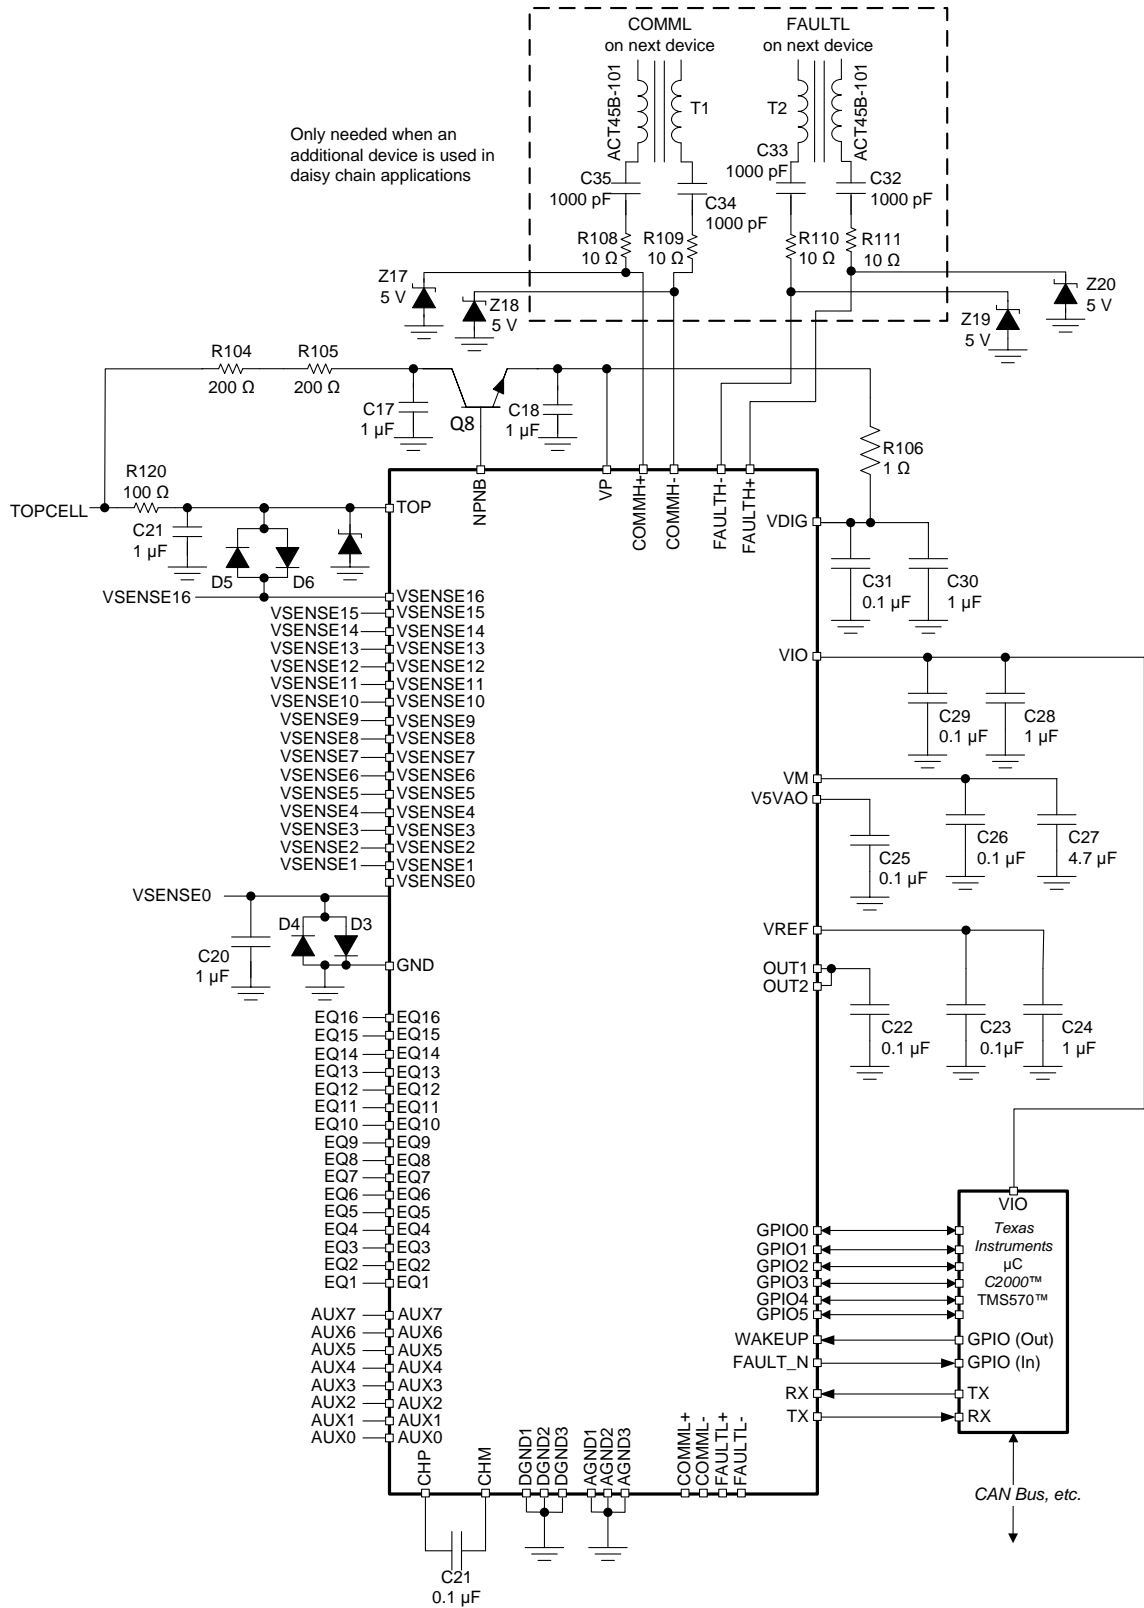 COMML
on next device
FAULTL
on next device
ACT45B-101
T1
T2
ACT45B-101
Only needed when an
additional device is used in
daisy chain applications
C35
1000 pF
C34
1000 pF
C33
1000 pF
C32
1000 pF
R108
10 Ω
R109
10 Ω
R110
10 Ω
R111
10 Ω
Z17
5 V
Z18
5 V
Z19
5 V
Z20
5 V
R104
200 Ω
R105
200 Ω
C17
1 µF
Q8
C18
1 µF
R106
1 Ω
R120
100 Ω
TOPCELL
C21
1 µF
D5
D6
TOP
NPNB
VP
COMMH+
COMMH-
FAULTH-
FAULTH+
VDIG
C31
0.1 µF
C30
1 µF
VSENSE16
VSENSE16
VSENSE15
VSENSE15
VSENSE14
VSENSE14
VSENSE13
VSENSE13
VSENSE12
VSENSE12
VSENSE11
VSENSE11
VSENSE10
VSENSE10
VSENSE9
VSENSE9
VSENSE8
VSENSE8
VSENSE7
VSENSE7
VSENSE6
VSENSE6
VSENSE5
VSENSE5
VSENSE4
VSENSE4
VSENSE3
VSENSE3
VSENSE2
VSENSE2
VSENSE1
VSENSE1
VSENSE0
VSENSE0
VIO
C29
0.1 µF
C28
1 µF
VM
V5VAO
C25
0.1 µF
C26
0.1 µF
C27
4.7 µF
D4
D3
C20
1 µF
GND
VREF
OUT1
OUT2
C22
0.1 µF
C23
0.1µF
C24
1 µF
EQ16
EQ16
EQ15
EQ15
EQ14
EQ14
EQ13
EQ13
EQ12
EQ12
EQ11
EQ11
EQ10
EQ10
EQ9
EQ9
EQ8
EQ8
EQ7
EQ7
EQ6
EQ6
EQ5
EQ5
EQ4
EQ4
EQ3
EQ3
EQ2
EQ2
EQ1
EQ1
AUX7
AUX7
AUX6
AUX6
AUX5
AUX5
AUX4
AUX4
AUX3
AUX3
AUX2
AUX2
AUX1
AUX1
AUX0
AUX0
GPIO0
GPIO1
GPIO2
GPIO3
GPIO4
GPIO5
WAKEUP
FAULT_N
RX
TX
VIO
Texas
Instruments
µC
C2000™
TMS570™
GPIO (Out)
GPIO (In)
TX
RX
CHP
CHM
DGND1
DGND2
DGND3
AGND1
AGND2
AGND3
COMML+
COMML-
FAULTL+
FAULTL-
C21
0.1 µF
CAN Bus, etc.